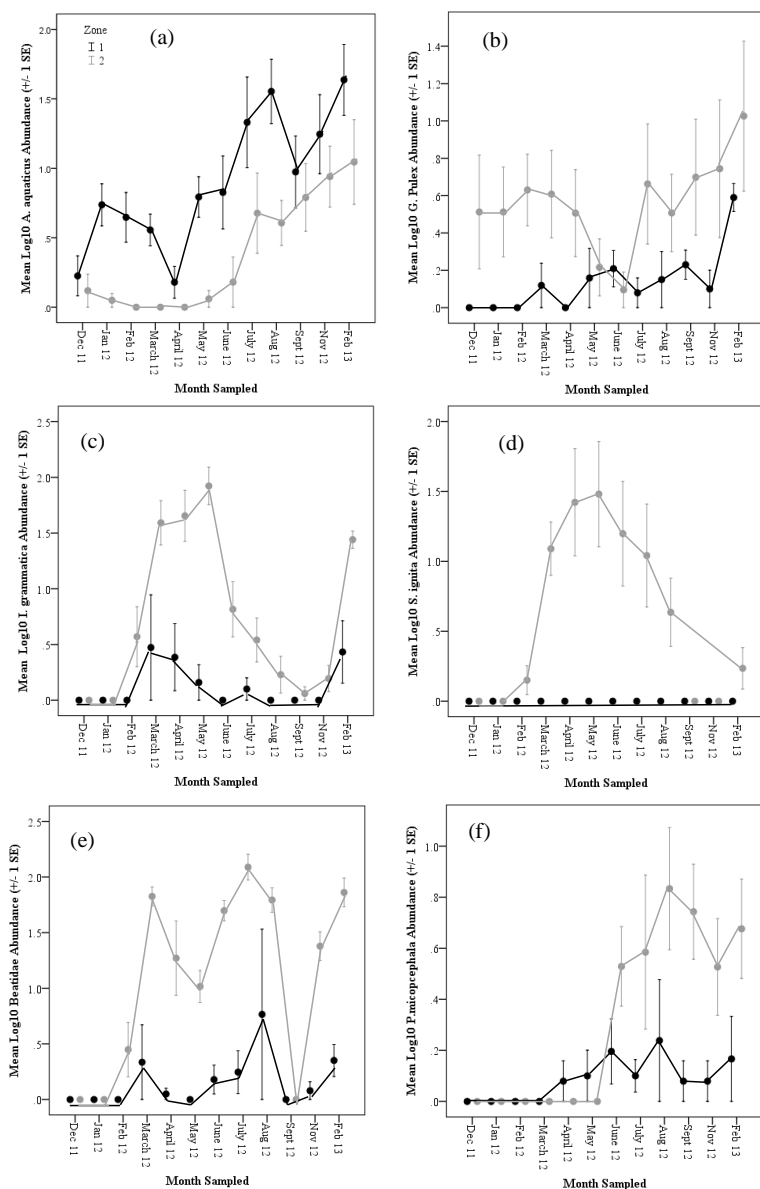 (a)
Zone
1
2
Mean Log10 A. aquaticus Abundance (+/- 1 SE)
2.0
1.5
1.0
.5
.0
Dec 11
Jan 12
Feb 12
March 12
April 12
May 12
June 12
July 12
Aug 12
Sept 12
Nov 12
Feb 13
Month Sampled
(b)
Mean Log10 G. Pulex Abundance (+/- 1 SE)
1.4
1.2
1.0
.8
.6
.4
.2
.0
Dec 11
Jan 12
Feb 12
March 12
April 12
May 12
June 12
July 12
Aug 12
Sept 12
Nov 12
Feb 13
Month Sampled
(c)
Mean Log10 I. grammatica Abundance (+/- 1 SE)
2.5
2.0
1.5
1.0
.5
.0
Dec 11
Jan 12
Feb 12
March 12
April 12
May 12
June 12
July 12
Aug 12
Sept 12
Nov 12
Feb 13
Month Sampled
(d)
Mean Log10 S. ignita Abundance (+/- 1 SE)
2.0
1.5
1.0
.5
.0
Dec 11
Jan 12
Feb 12
March 12
April 12
May 12
June 12
July 12
Aug 12
Sept 12
Nov 12
Feb 13
Month Sampled
(e)
Mean Log10 Beatidae Abundance (+/- 1 SE)
2.5
2.0
1.5
1.0
.5
.0
Dec 11
Jan 12
Feb 12
March 12
April 12
May 12
June 12
July 12
Aug 12
Sept 12
Nov 12
Feb 13
Month Sampled
(f)
Mean Log10 P.micopcephala Abundance (+/- 1 SE)
1.0
.8
.6
.4
.2
.0
Dec 11
Jan 12
Feb 12
March 12
April 12
May 12
June 12
July 12
Aug 12
Sept 12
Nov 12
Feb 13
Month Sampled